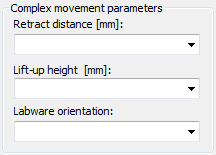 Complex movement parameters
Retract distance [mm]:
Lift-up height  [mm]:
Labware orientation: